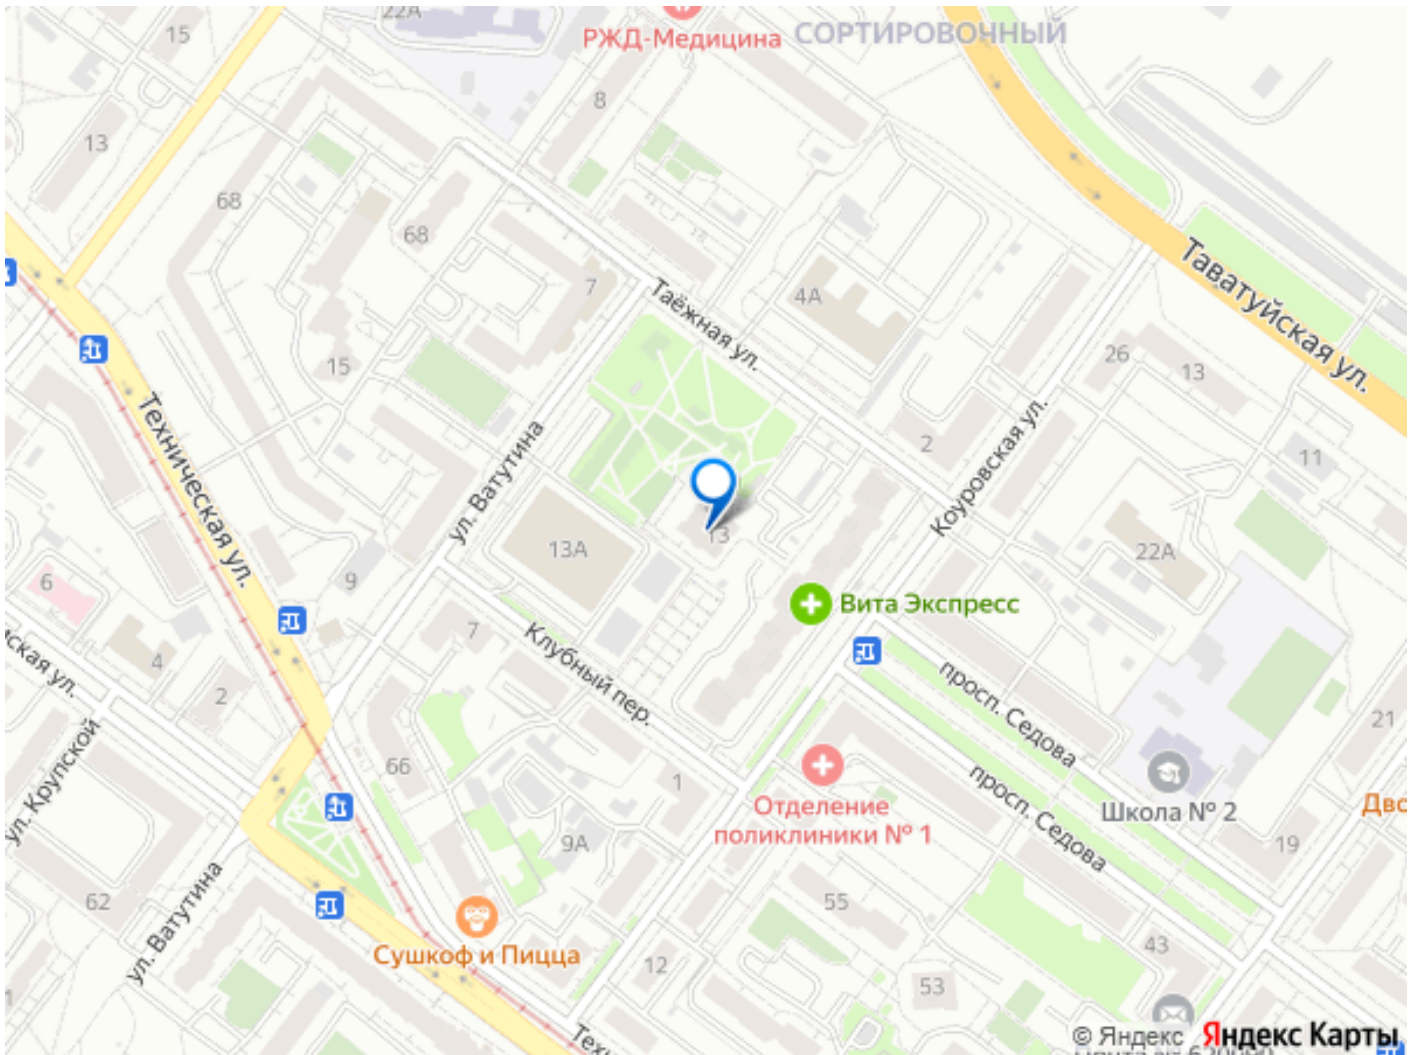 22А
15
РЖД-Медицина
СОРТИРОВОЧНЫЙ
8
13
68
68
7
4А
Таёжная ул.
Таватуйская ул.
15
26
13
2
Техническая ул.
ул. Ватутина
Коуровская ул.
11
13
13А
22А
9
6
Вита Экспресс
7
Клубный пер.
4
2
просп. Седова
21
ул. Крупской
66
1
Отделение
поликлиники № 1
просп. Седова
Школа № 2
9А
19
62
ул. Ватутина
55
Сушкоф и Пицца
43
12
53
© Яндекс Яндекс Карты